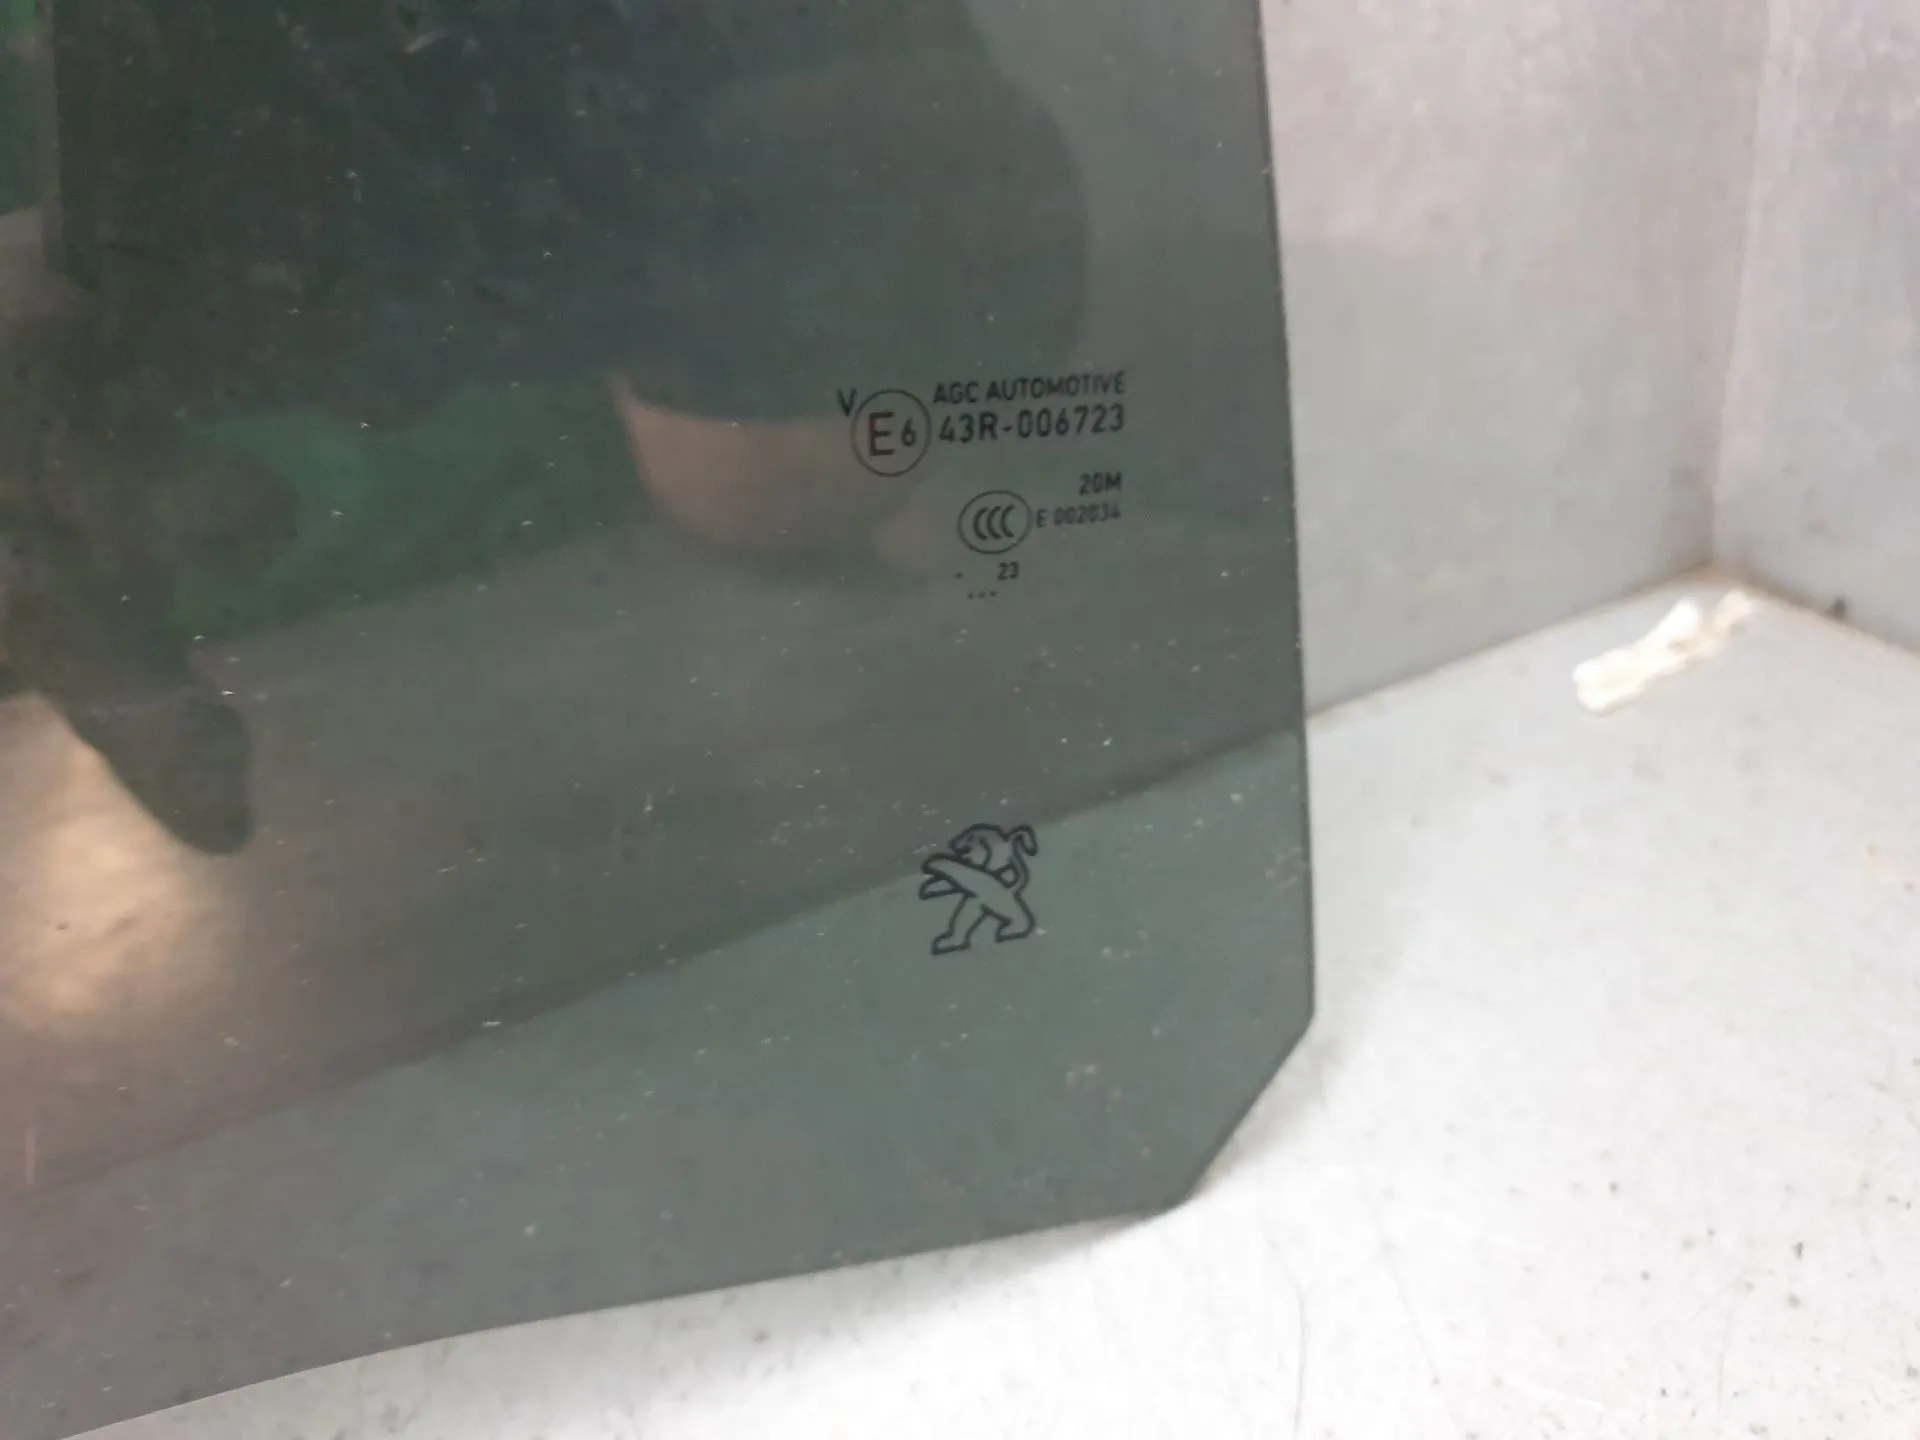 AGC AUTOMOTIVE
V E6 43R-006723
20M
CCC E 002034
. 23
...